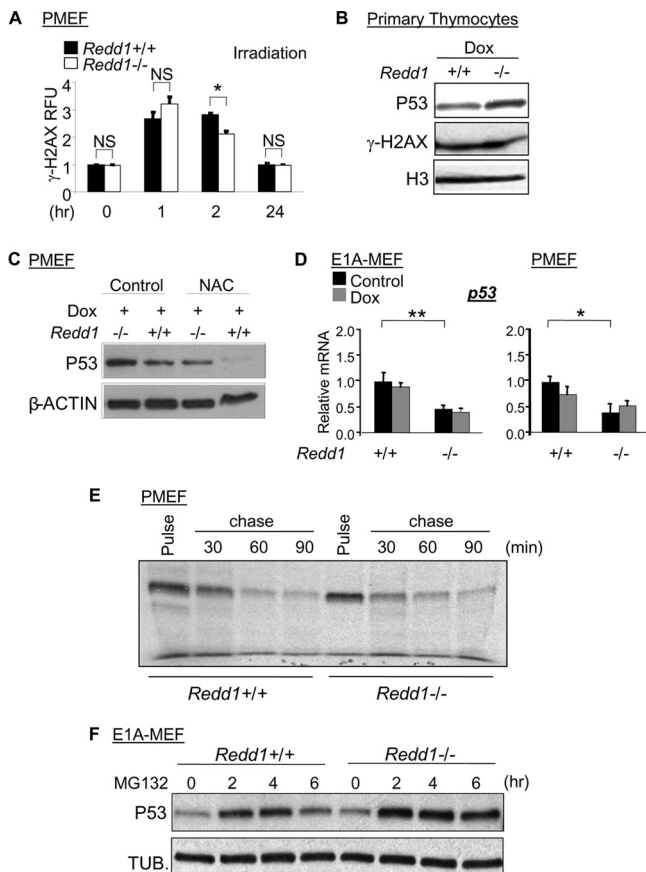 A PMEF
Redd1+/+
Redd1-/-
Irradiation
γ-H2AX RFU
4
3
2
1
0
NS NS * NS
(hr) 0 1 2 24
B Primary Thymocytes
Dox
Redd1 +/+ -/-
P53
γ-H2AX
H3
C PMEF
Control NAC
Dox + + + +
Redd1 -/- +/+ -/- +/+
P53
β-ACTIN
D E1A-MEF PMEF
Control
Dox
p53
** *
Relative mRNA
2.0 2.0
1.5 1.5
1.0 1.0
0.5 0.5
0.0 0.0
Redd1 +/+ -/- +/+ -/-
E PMEF
Pulse chase Pulse chase
30 60 90 30 60 90 (min)
Redd1+/+ Redd1-/-
F E1A-MEF
Redd1+/+ Redd1-/-
MG132 0 2 4 6 0 2 4 6 (hr)
P53
TUB.